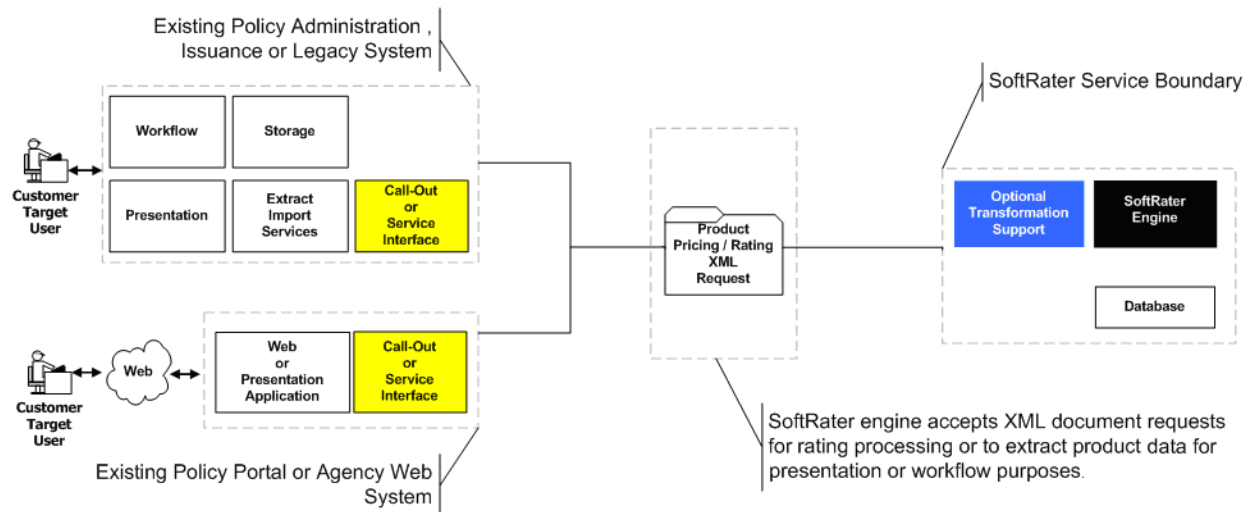 Existing Policy Administration ,
Issuance or Legacy System
SoftRater Service Boundary
Workflow
Storage
Customer
Target
User
Presentation
Extract
Import
Services
Call-Out
or
Service
Interface
Product
Pricing / Rating
XML
Request
Optional
Transformation
Support
SoftRater
Engine
Database
Customer
Target
User
Web
Web
or
Presentation
Application
Call-Out
or
Service
Interface
Existing Policy Portal or Agency Web
System
SoftRater engine accepts XML document requests
for rating processing or to extract product data for
presentation or workflow purposes.